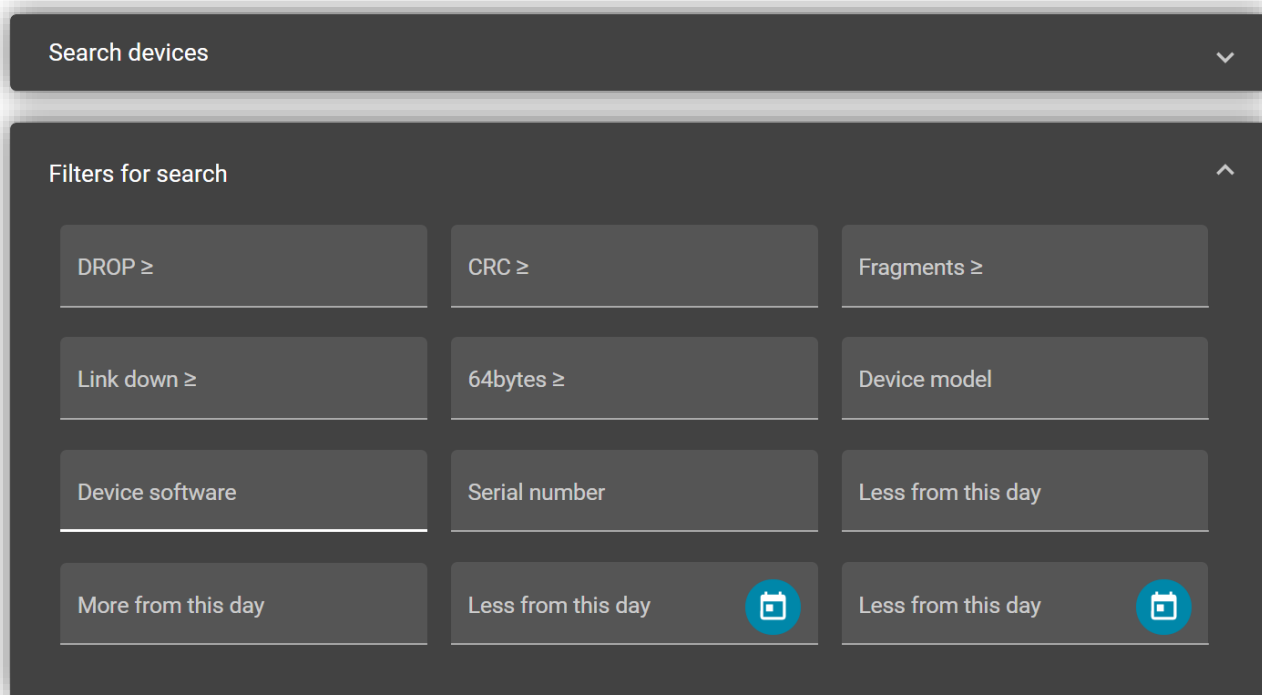 Search devices
Filters for search
DROP ≥
CRC ≥
Fragments ≥
Link down ≥
64bytes ≥
Device model
Device software
Serial number
Less from this day
More from this day
Less from this day
Less from this day